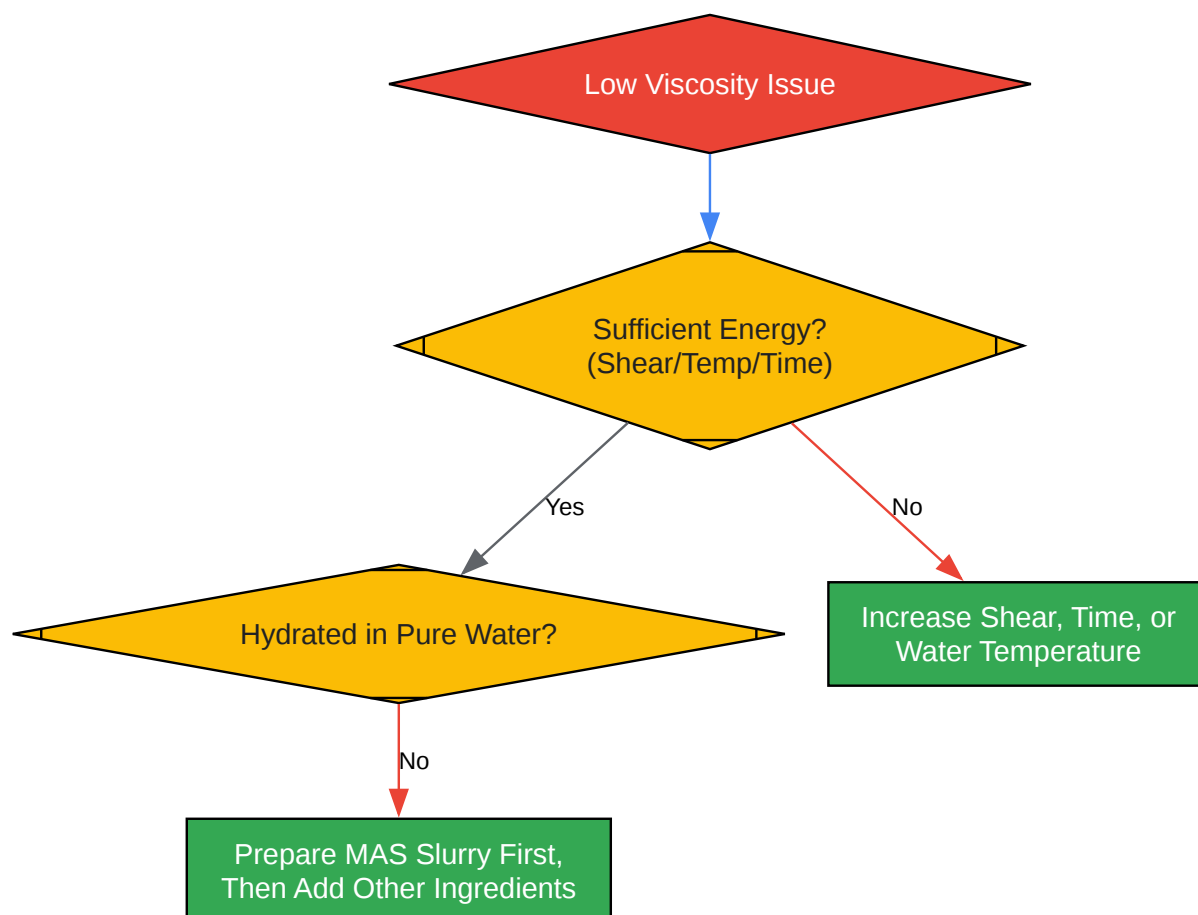 Low Viscosity Issue
Sufficient Energy?
(Shear/Temp/Time)
Yes
No
Hydrated in Pure Water?
Increase Shear, Time, or
Water Temperature
No
Prepare MAS Slurry First,
Then Add Other Ingredients